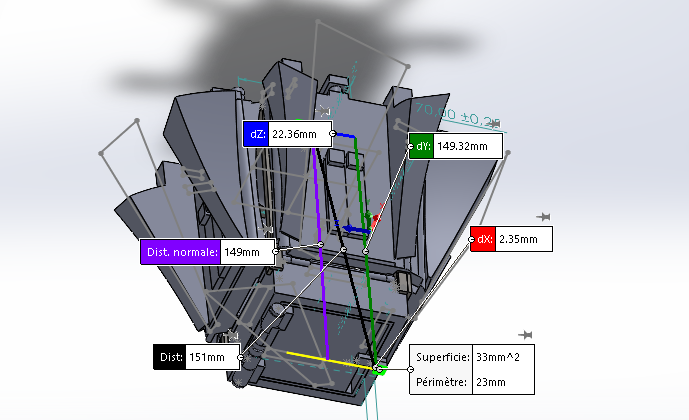 70.00 ±0,2
dZ: 22.36mm
dY: 149.32mm
dX: 2.35mm
Dist. normale: 149mm
Dist: 151mm
Superficie: 33mm^2
Périmètre: 23mm